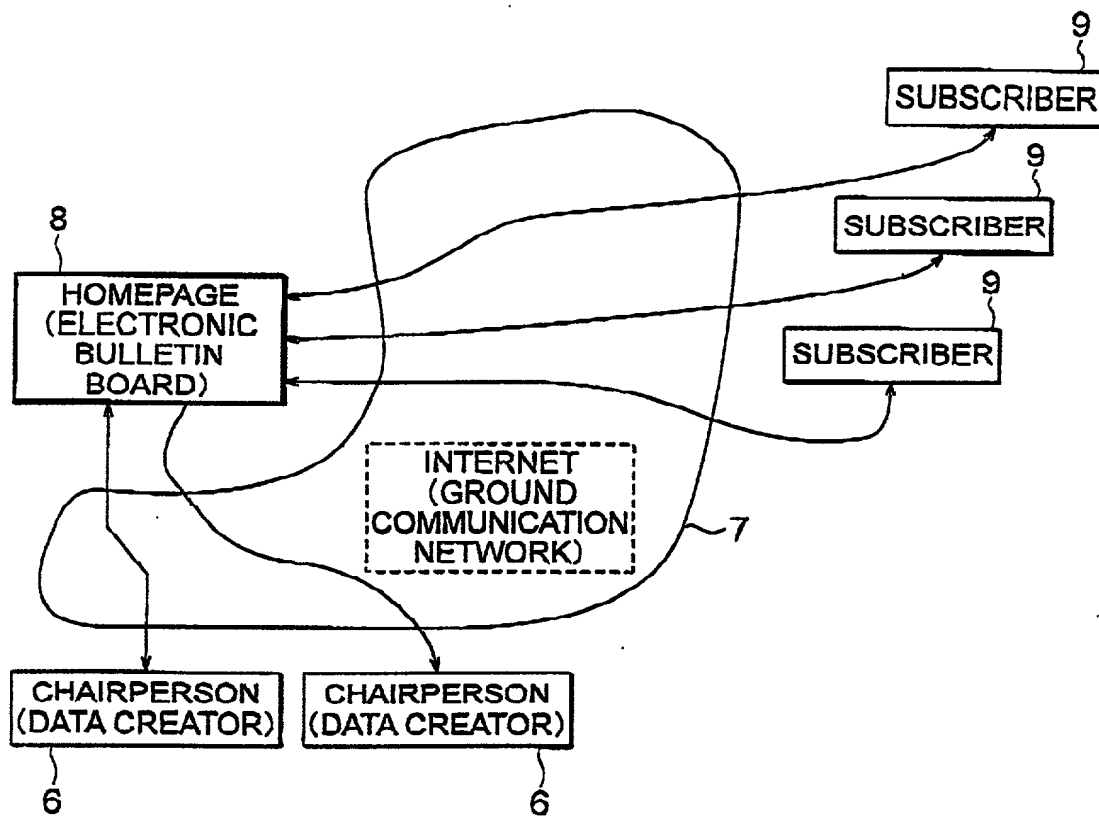 9
SUBSCRIBER
9
SUBSCRIBER
9
SUBSCRIBER
8
HOMEPAGE
(ELECTRONIC
BULLETIN
BOARD)
INTERNET
(GROUND
COMMUNICATION
NETWORK)
7
CHAIRPERSON
(DATA CREATOR)
6
CHAIRPERSON
(DATA CREATOR)
6